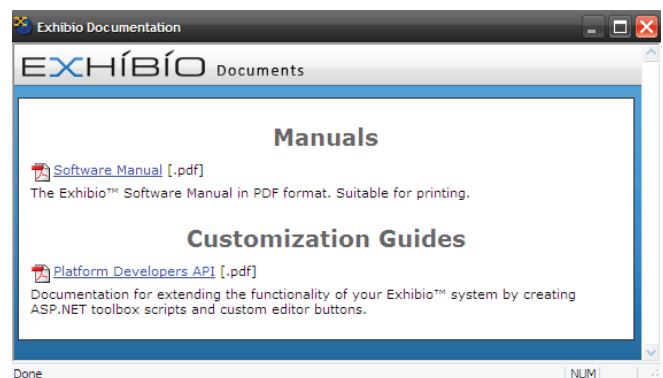 Exhibio Documentation
EXHÍBÍO Documents
Manuals
Software Manual [.pdf]
The Exhibio™ Software Manual in PDF format. Suitable for printing.
Customization Guides
Platform Developers API [.pdf]
Documentation for extending the functionality of your Exhibio™ system by creating
ASP.NET toolbox scripts and custom editor buttons.
Done NUM